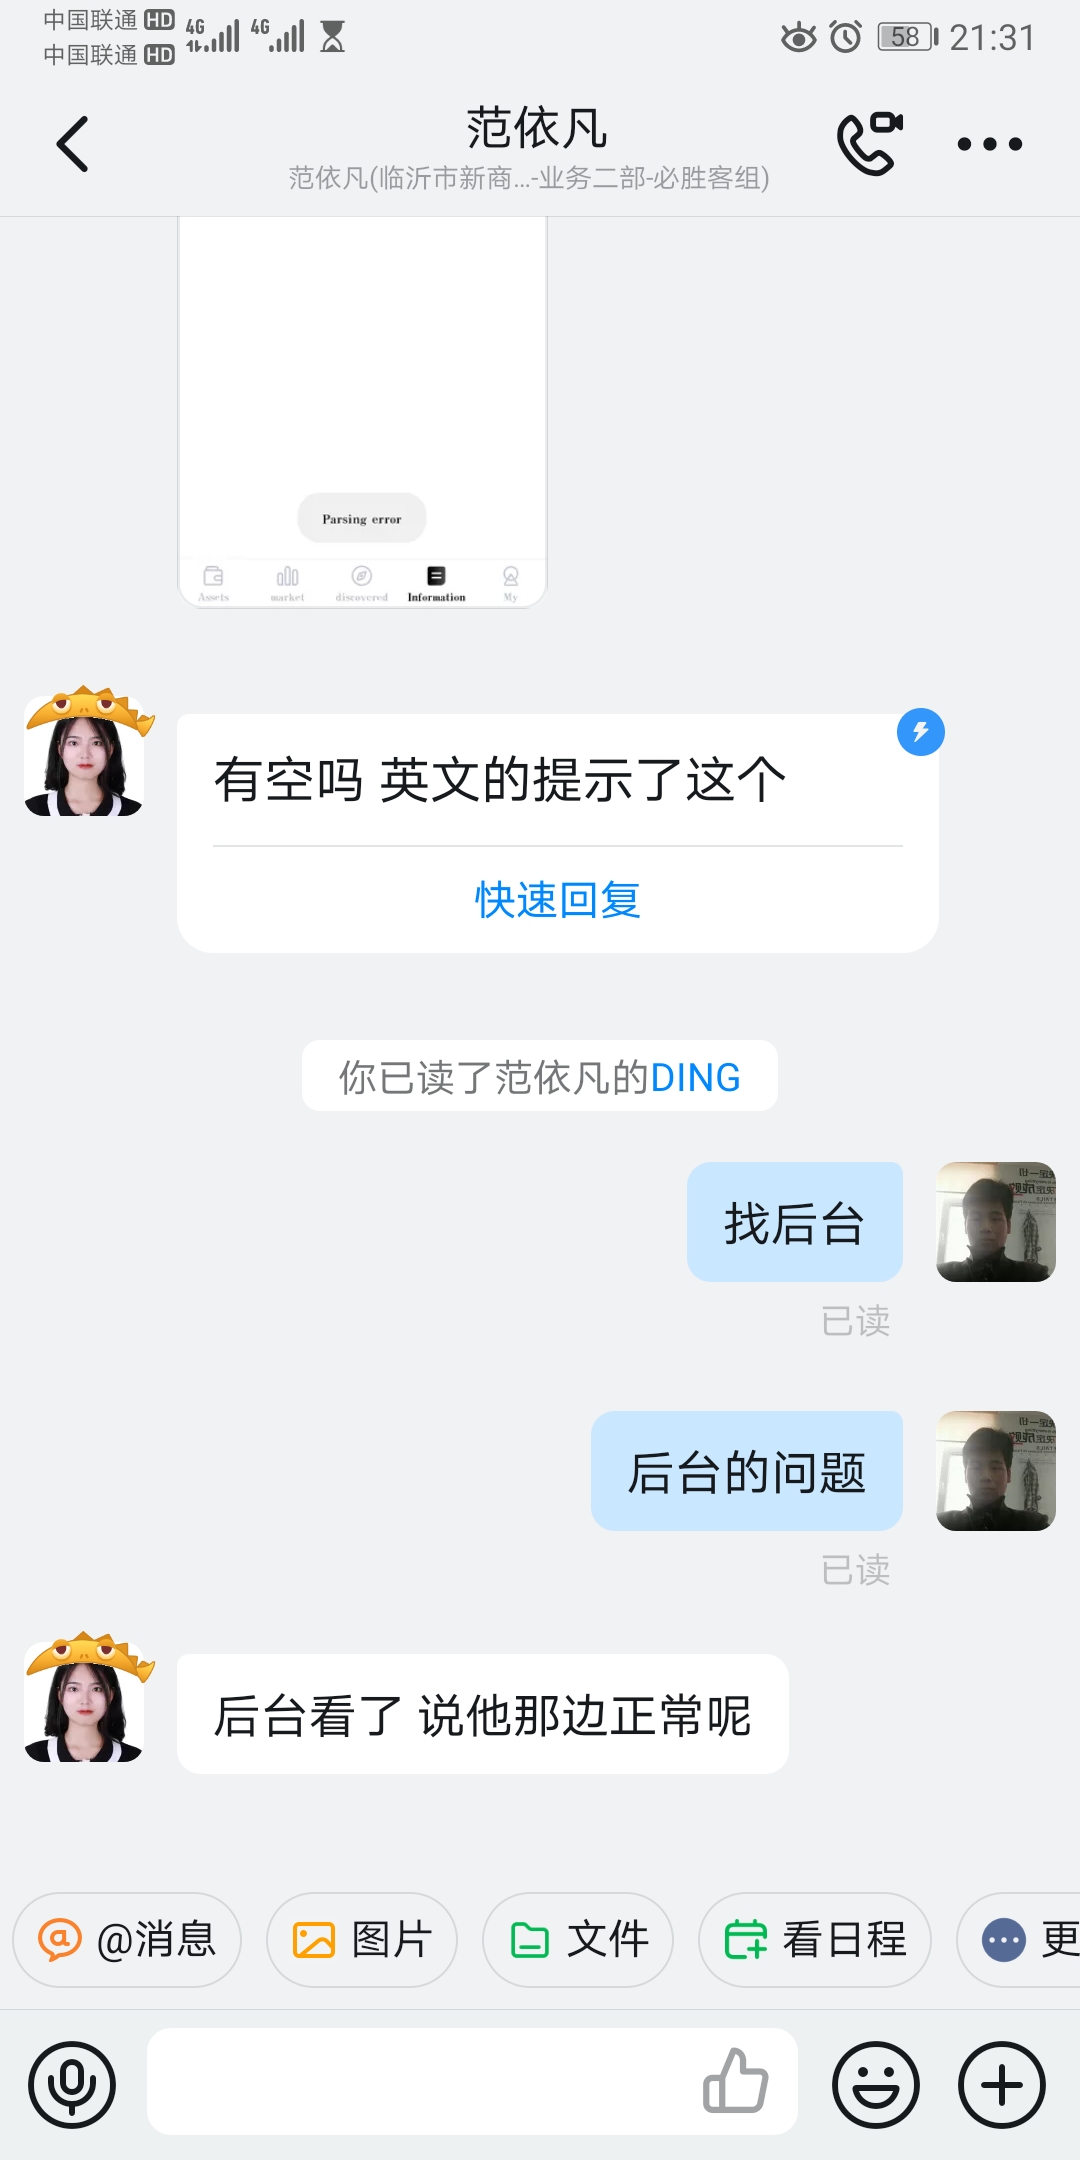 中国联通 HD 4G 4G
中国联通 HD
58 21:31
范依凡
范依凡(临沂市新商...-业务二部-必胜客组)
Parsing error
Assets market discovered Information My
有空吗 英文的提示了这个
快速回复
你已读了范依凡的DING
找后台
已读
后台的问题
已读
后台看了 说他那边正常呢
@消息 图片 文件 看日程 更